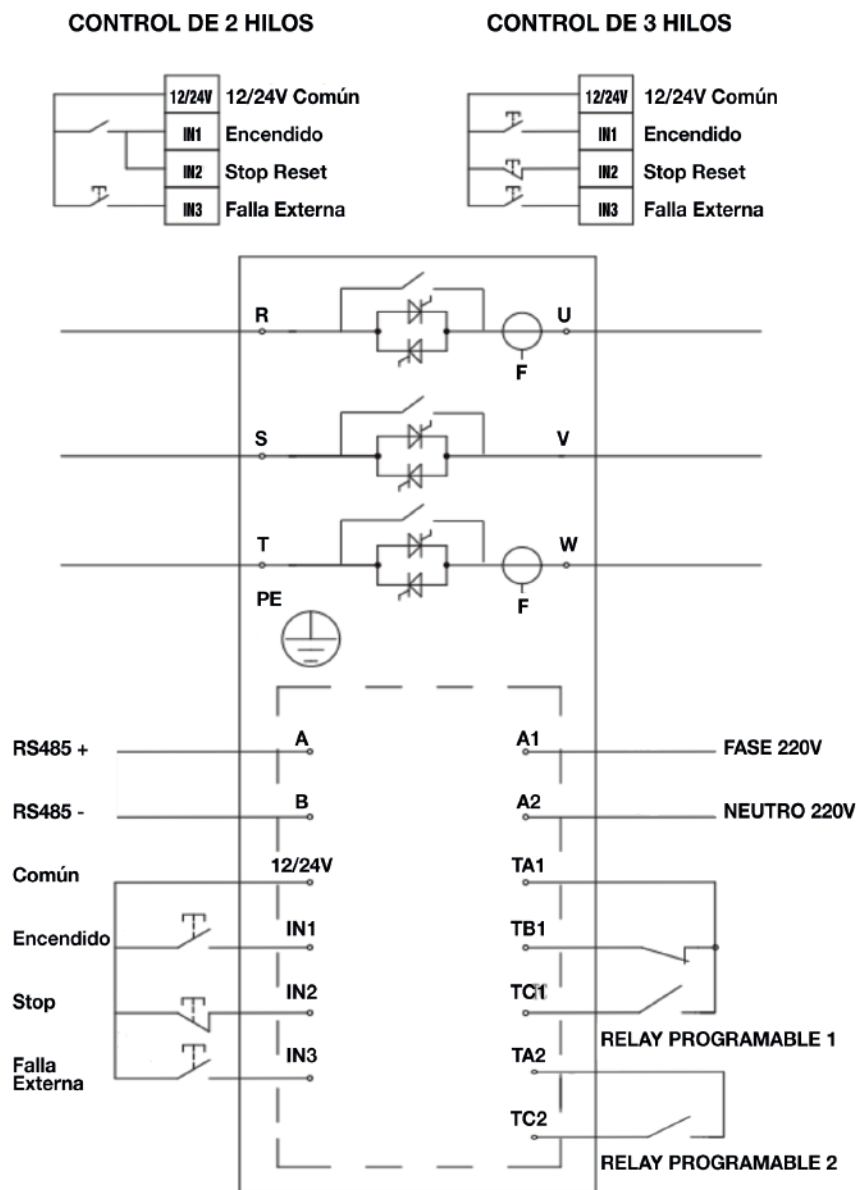 CONTROL DE 2 HILOS
12/24V 12/24V Común
IN1 Encendido
IN2 Stop Reset
IN3 Falla Externa
CONTROL DE 3 HILOS
12/24V 12/24V Común
IN1 Encendido
IN2 Stop Reset
IN3 Falla Externa
R
U
F
S
V
T
W
F
PE
RS485 +
A
A1
FASE 220V
RS485 -
B
A2
NEUTRO 220V
Común
12/24V
TA1
Encendido
IN1
TB1
Stop
IN2
TC1
RELAY PROGRAMABLE 1
Falla
Externa
IN3
TA2
TC2
RELAY PROGRAMABLE 2